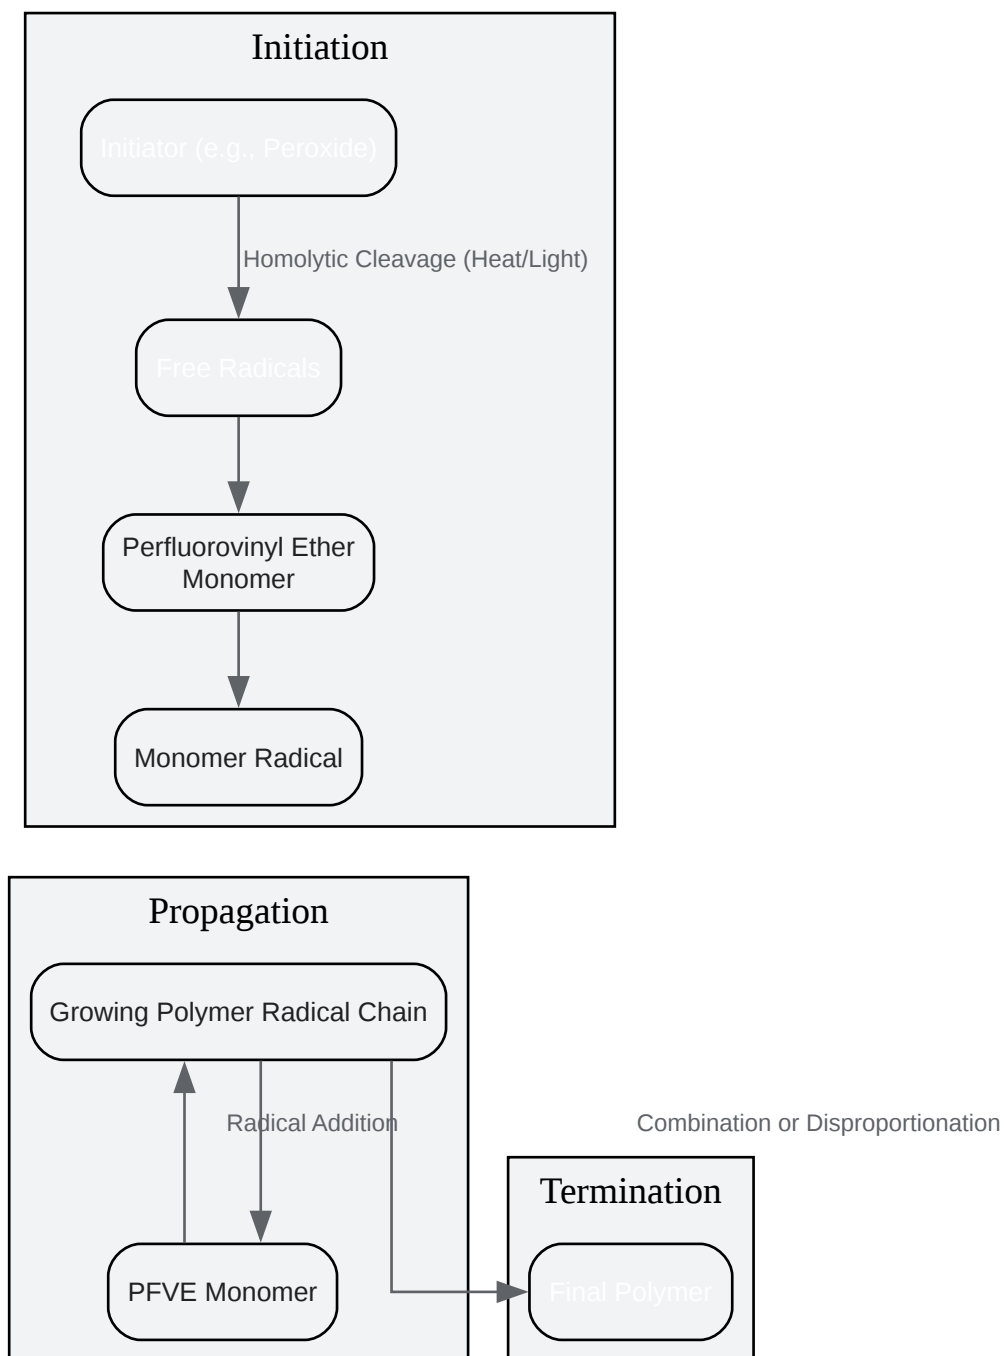 Initiation
Initiator (e.g., Peroxide)
Homolytic Cleavage (Heat/Light)
Free Radicals
Perfluorovinyl Ether
Monomer
Monomer Radical
Propagation
Growing Polymer Radical Chain
Radical Addition
Combination or Disproportionation
Termination
PFVE Monomer
Final Polymer